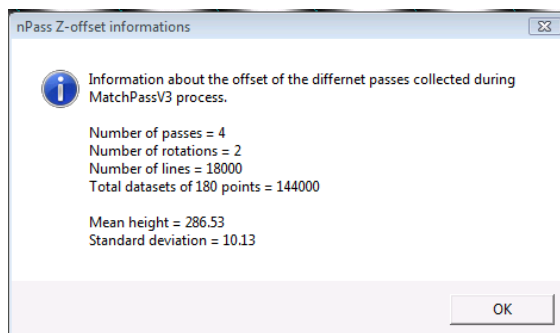 nPass Z-offset informations
Information about the offset of the differnet passes collected during
MatchPassV3 process.
Number of passes = 4
Number of rotations = 2
Number of lines = 18000
Total datasets of 180 points = 144000
Mean height = 286.53
Standard deviation = 10.13
OK